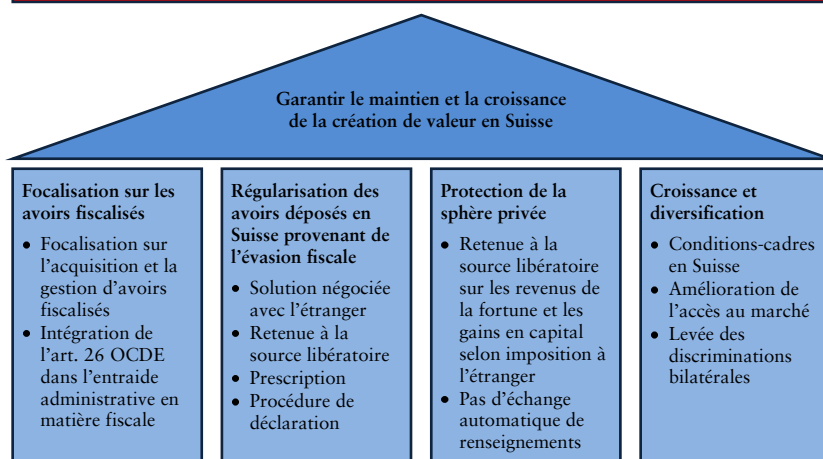 Garantir le maintien et la croissance
de la création de valeur en Suisse
Focalisation sur les
avoirs fiscalisés
• Focalisation sur
l'acquisition et la
gestion d'avoirs
fiscalisés
• Intégration de
l'art. 26 OCDE
dans l'entraide
administrative en
matière fiscale
Régularisation des
avoirs déposés en
Suisse provenant de
l'évasion fiscale
• Solution négociée
avec l'étranger
• Retenue à la
source libératoire
• Prescription
• Procédure de
déclaration
Protection de la
sphère privée
• Retenue à la
source libératoire
sur les revenus de
la fortune et les
gains en capital
selon imposition à
l'étranger
• Pas d'échange
automatique de
renseignements
Croissance et
diversification
• Conditions-cadres
en Suisse
• Amélioration de
l'accès au marché
• Levée des
discriminations
bilatérales